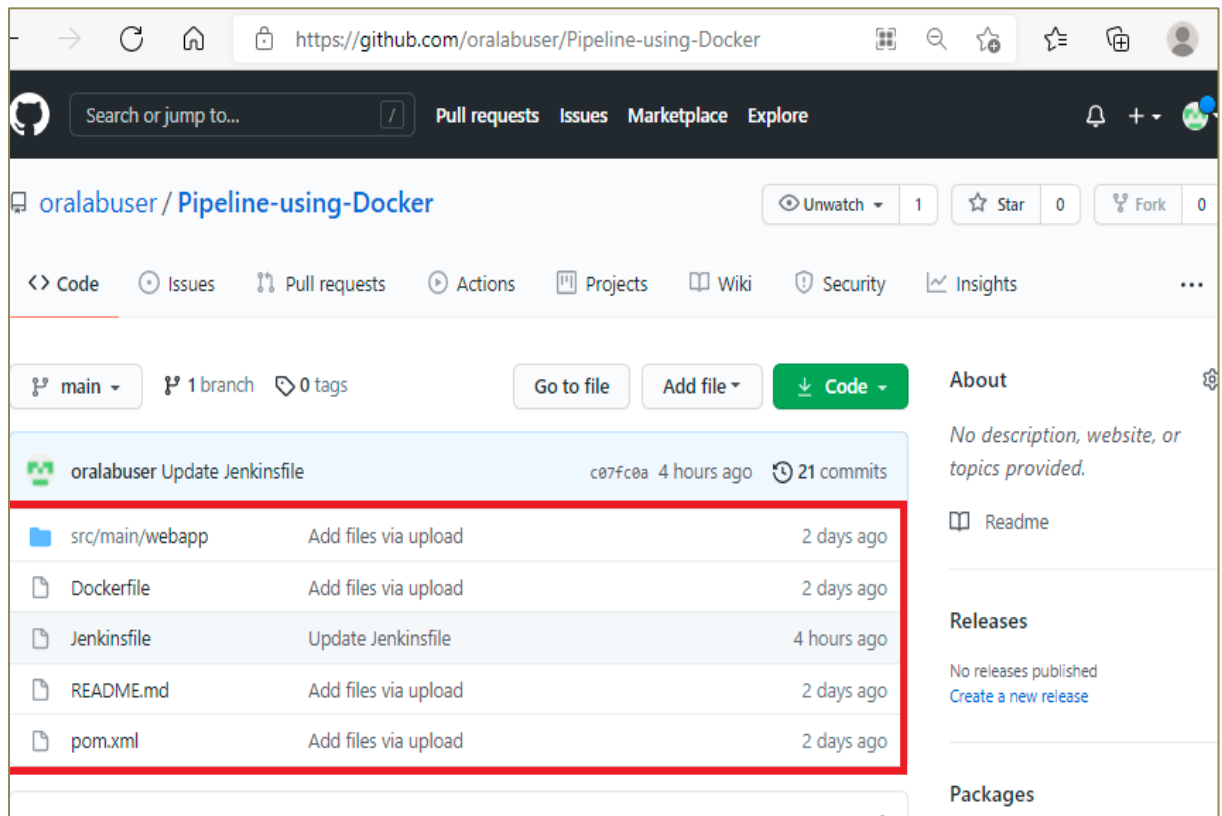 https://github.com/oralabuser/Pipeline-using-Docker
Search or jump to... / Pull requests Issues Marketplace Explore
oralabuser / Pipeline-using-Docker Unwatch 1 Star 0 Fork 0
<> Code Issues Pull requests Actions Projects Wiki Security Insights ...
main 1 branch 0 tags Go to file Add file Code
About
No description, website, or
topics provided.
Readme
oralabuser Update Jenkinsfile c07fc0a 4 hours ago 21 commits
src/main/webapp Add files via upload 2 days ago
Dockerfile Add files via upload 2 days ago
Jenkinsfile Update Jenkinsfile 4 hours ago
README.md Add files via upload 2 days ago
pom.xml Add files via upload 2 days ago
Releases
No releases published
Create a new release
Packages